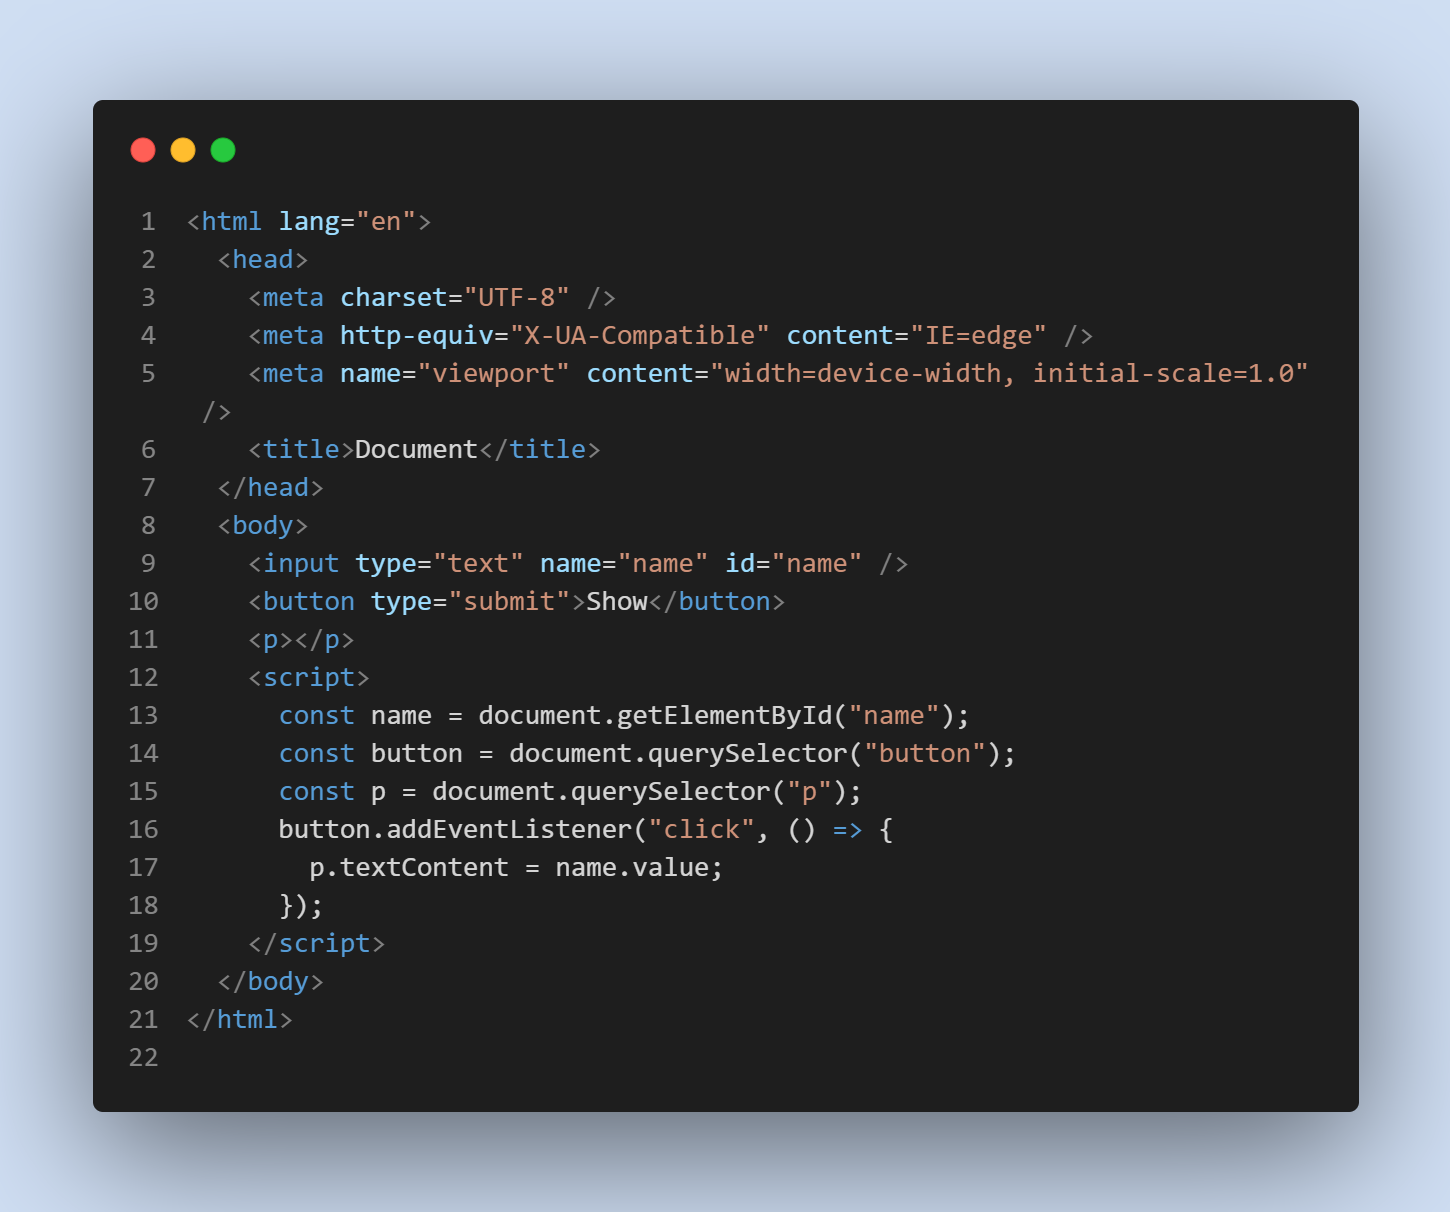 1 <html lang="en">
2   <head>
3     <meta charset="UTF-8" />
4     <meta http-equiv="X-UA-Compatible" content="IE=edge" />
5     <meta name="viewport" content="width=device-width, initial-scale=1.0"
 />
6     <title>Document</title>
7   </head>
8   <body>
9     <input type="text" name="name" id="name" />
10     <button type="submit">Show</button>
11     <p></p>
12     <script>
13       const name = document.getElementById("name");
14       const button = document.querySelector("button");
15       const p = document.querySelector("p");
16       button.addEventListener("click", () => {
17         p.textContent = name.value;
18       });
19     </script>
20   </body>
21 </html>
22